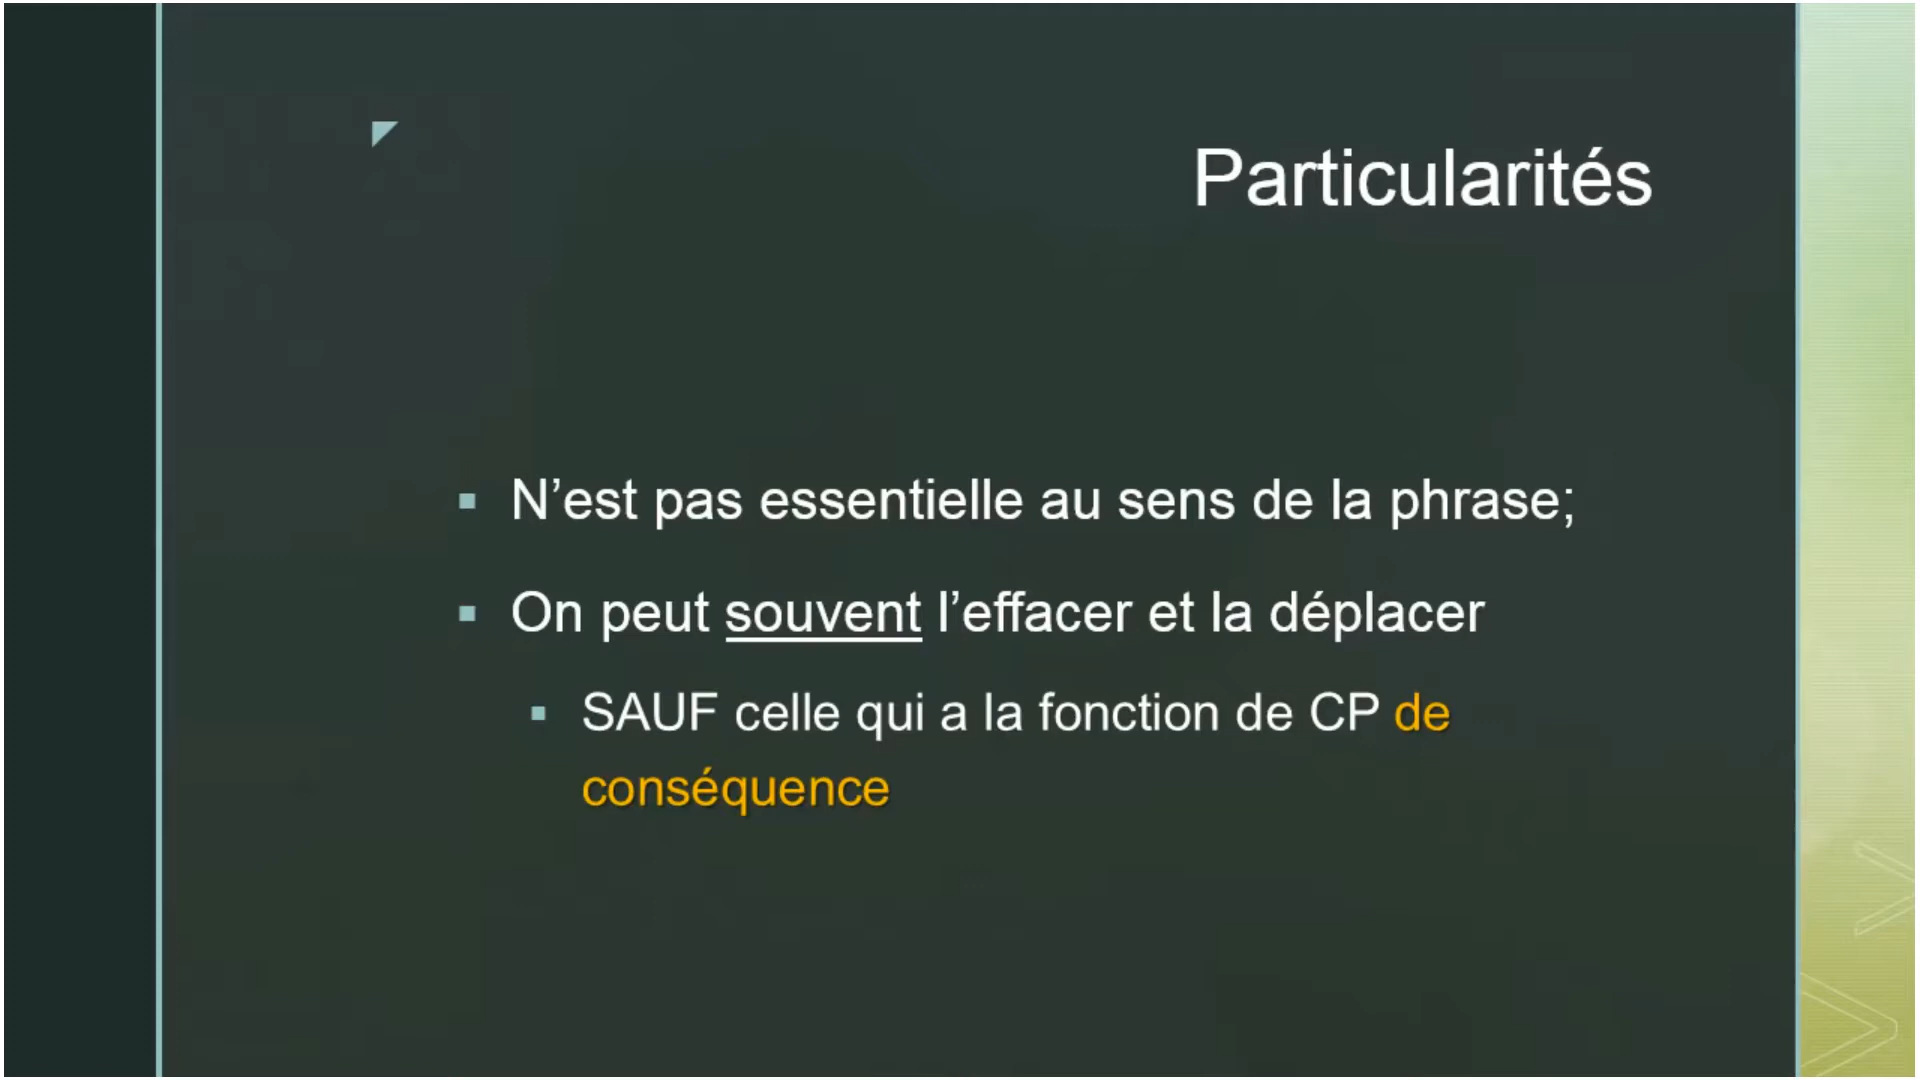 Particularités
N’est pas essentielle au sens de la phrase;
On peut souvent l’effacer et la déplacer
SAUF celle qui a la fonction de CP de
conséquence